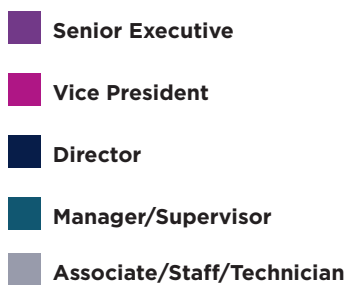 Senior Executive
Vice President
Director
Manager/Supervisor
Associate/Staff/Technician